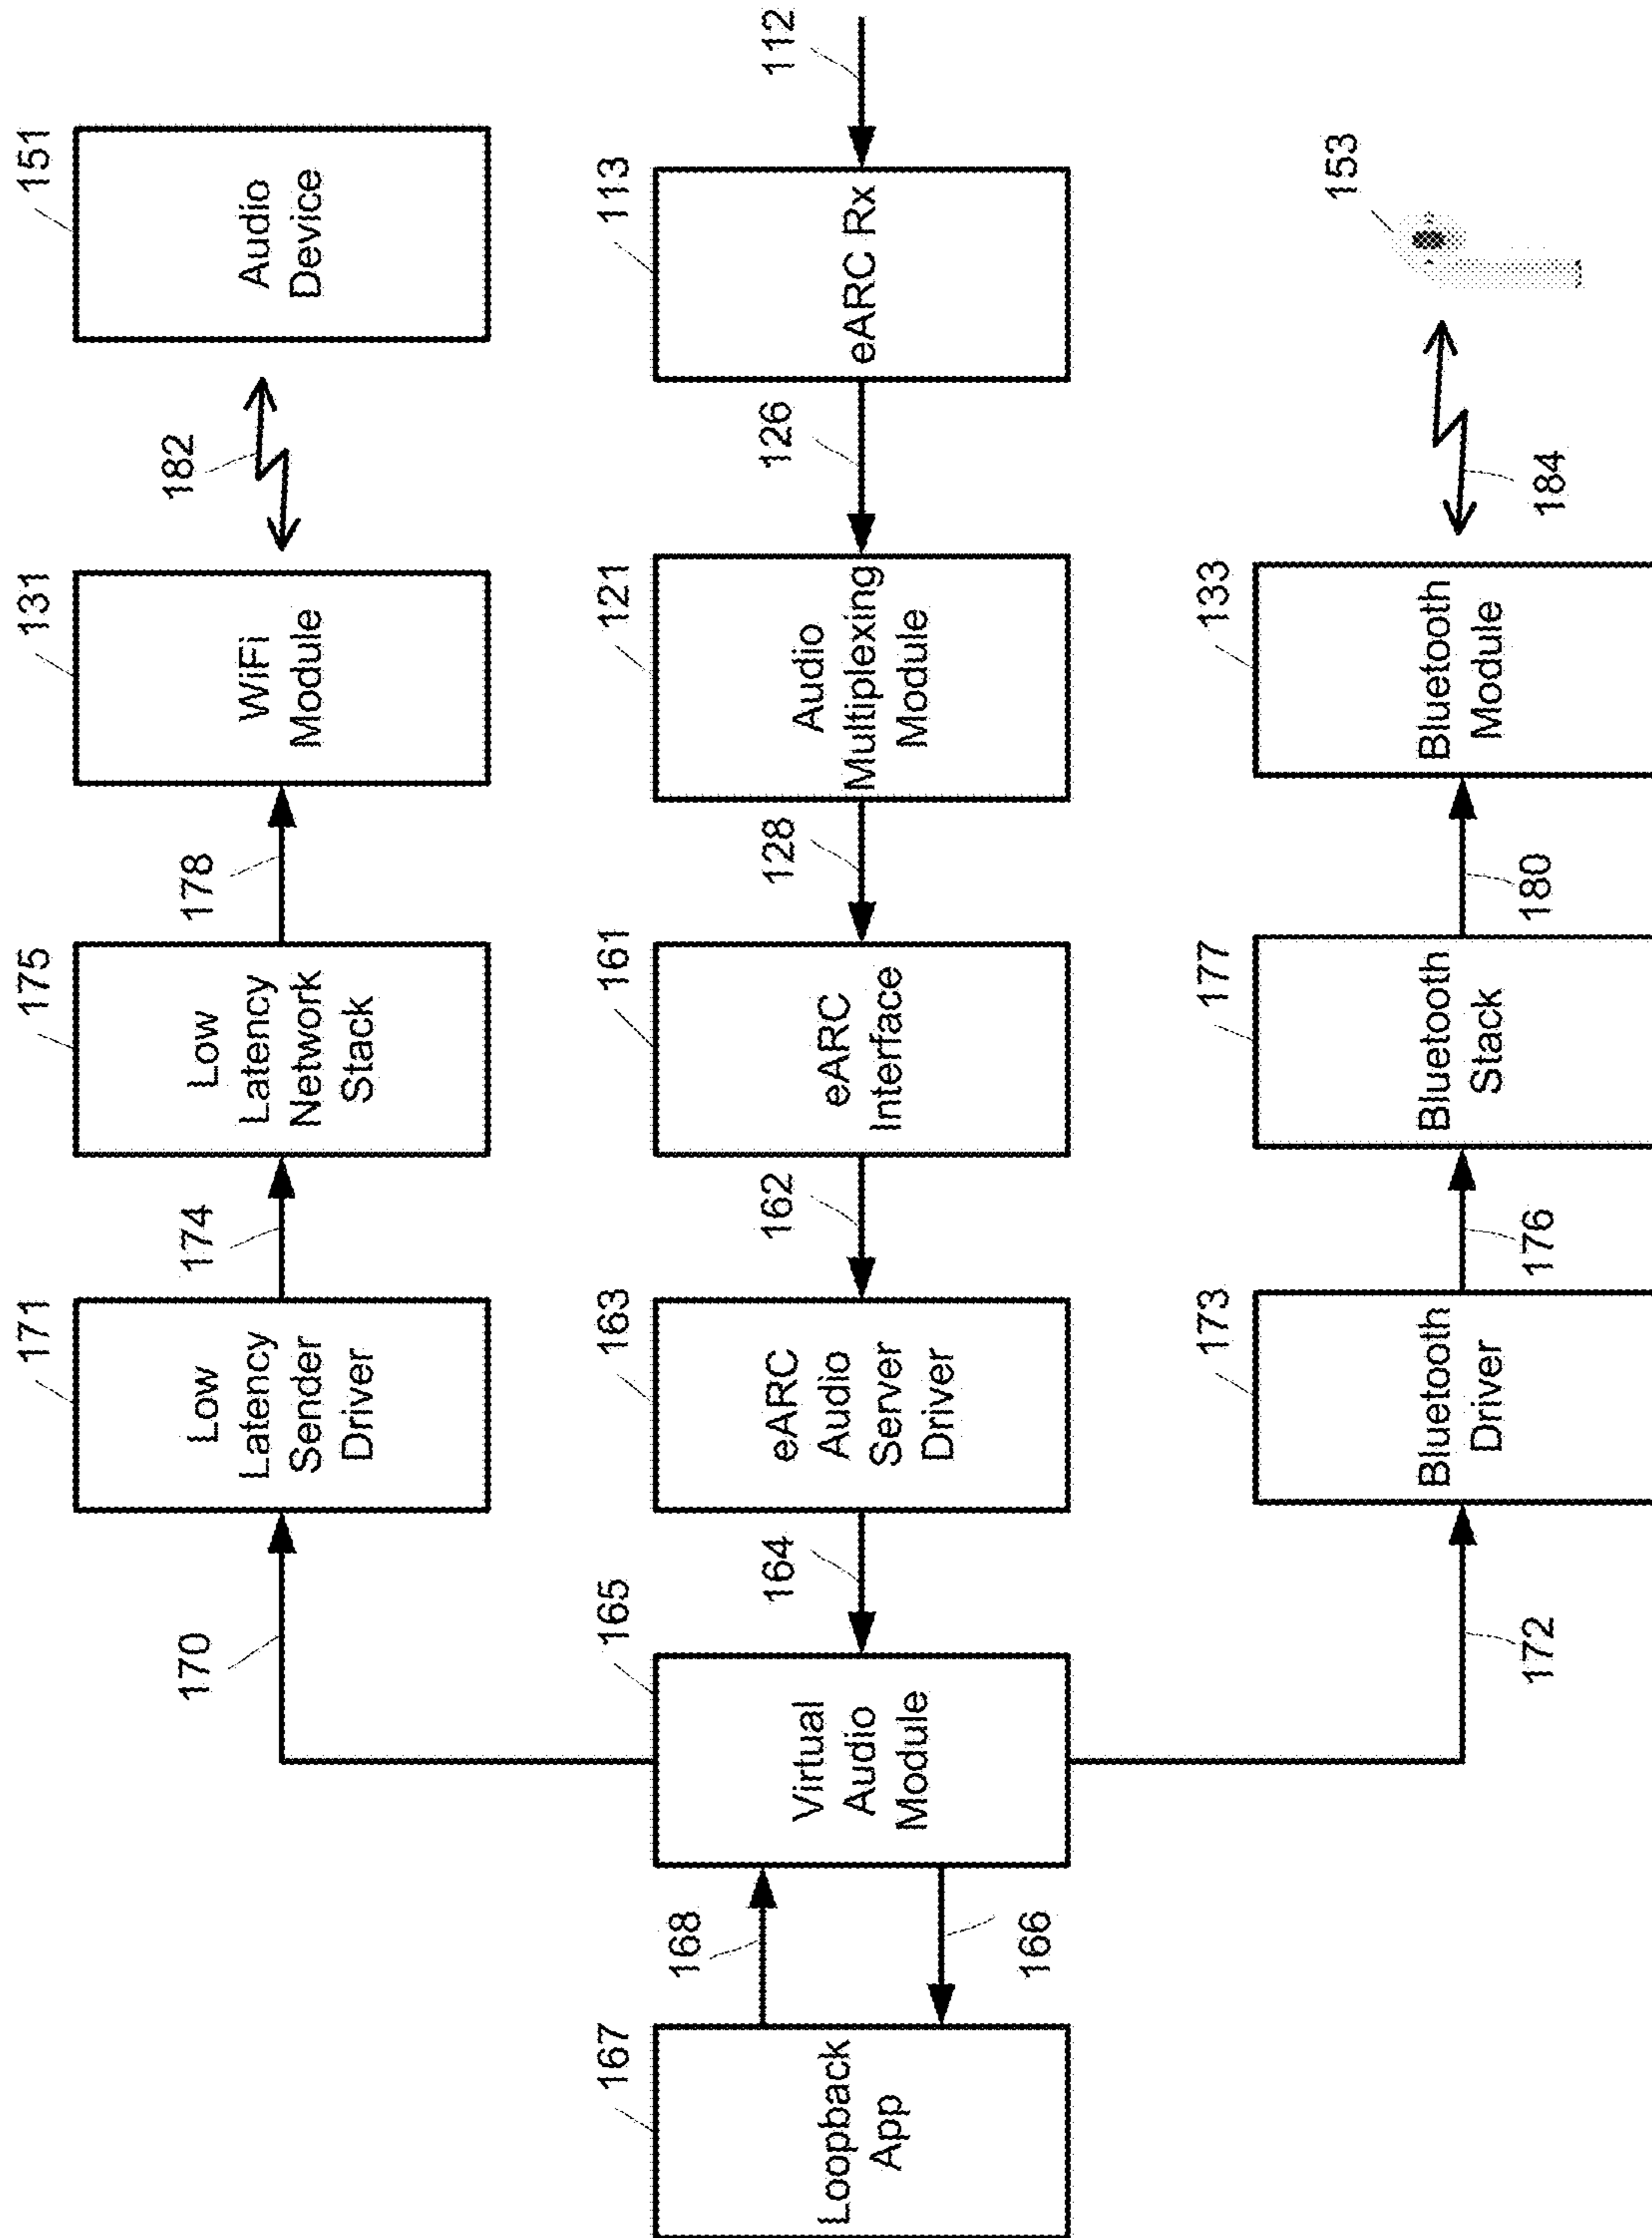 171
Low
Latency
Sender
Driver
175
Low
Latency
Network
Stack
131
WiFi
Module
151
Audio
Device
170
174
178
182
167
Loopback
App
168
166
165
Virtual
Audio
Module
164
163
eARC
Audio
Server
Driver
162
161
eARC
Interface
128
121
Audio
Multiplexing
Module
126
113
eARC Rx
112
173
Bluetooth
Driver
177
Bluetooth
Stack
133
Bluetooth
Module
153
172
176
180
184